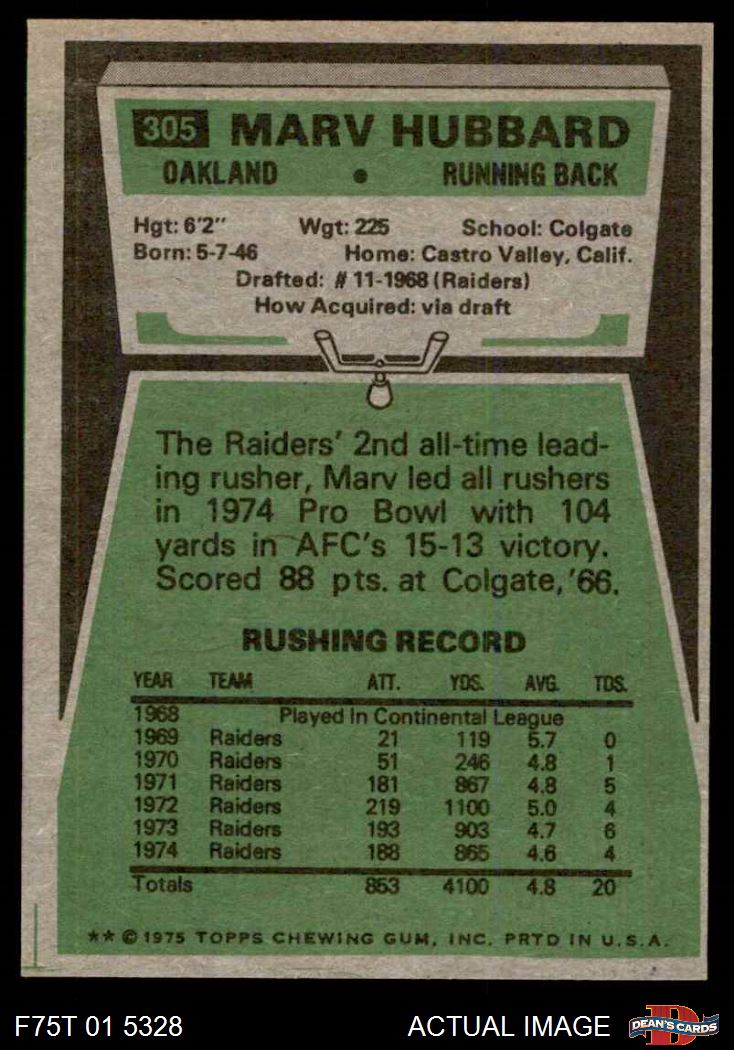 305 MARV HUBBARD
OAKLAND • RUNNING BACK
Hgt: 6'2" Wgt: 225 School: Colgate
Born: 5-7-46 Home: Castro Valley, Calif.
Drafted: # 11-1968 (Raiders)
How Acquired: via draft
The Raiders' 2nd all-time lead-
ing rusher, Marv led all rushers
in 1974 Pro Bowl with 104
yards in AFC's 15-13 victory.
Scored 88 pts. at Colgate, '66.
RUSHING RECORD
YEAR TEAM ATT. YDS. AVG. TDS.
1968 Played In Continental League
1969 Raiders 21 119 5.7 0
1970 Raiders 51 246 4.8 1
1971 Raiders 181 867 4.8 5
1972 Raiders 219 1100 5.0 4
1973 Raiders 193 903 4.7 6
1974 Raiders 188 865 4.6 4
Totals 853 4100 4.8 20
** © 1975 TOPPS CHEWING GUM, INC. PRTD IN U.S.A.
F75T 01 5328 ACTUAL IMAGE D DEAN'S CARDS